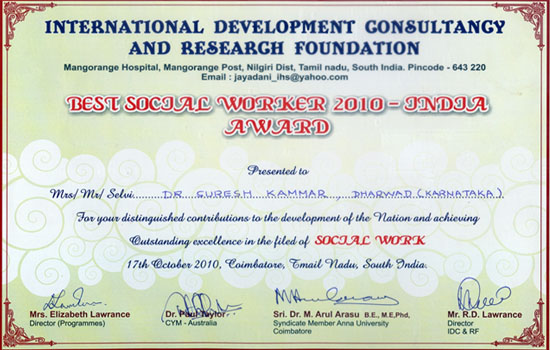 INTERNATIONAL DEVELOPMENT CONSULTANCY
AND RESEARCH FOUNDATION
Mangorange Hospital, Mangorange Post, Nilgiri Dist, Tamil nadu, South India. Pincode - 643 220
Email : jayadani_ihs@yahoo.com
BEST SOCIAL WORKER 2010 - INDIA
AWARD
Presented to
Mrs/ Mr/ Selvi..... DR SURESH KAMMAR, DHARWAD (KARNATAKA)
For your distinguished contributions to the development of the Nation and achieving
Outstanding excellence in the filed of SOCIAL WORK
17th October 2010, Coimbatore, Tmail Nadu, South India.
Mrs. Elizabeth Lawrance Dr. Paul Taylor Sri. Dr. M. Arul Arasu B.E., M.E,Phd, Mr. R.D. Lawrance
Director (Programmes) CYM - Australia Syndicate Member Anna University Director
Coimbatore IDC & RF